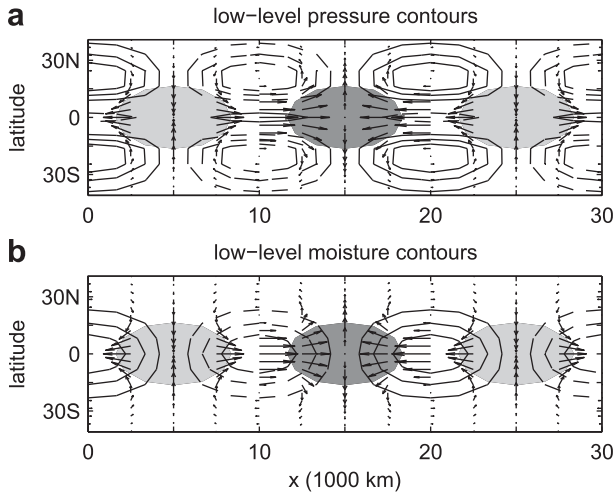 a
low−level pressure contours
30N
0
30S
latitude
0 10 20 30
b
low−level moisture contours
30N
0
30S
latitude
0 10 20 30
x (1000 km)